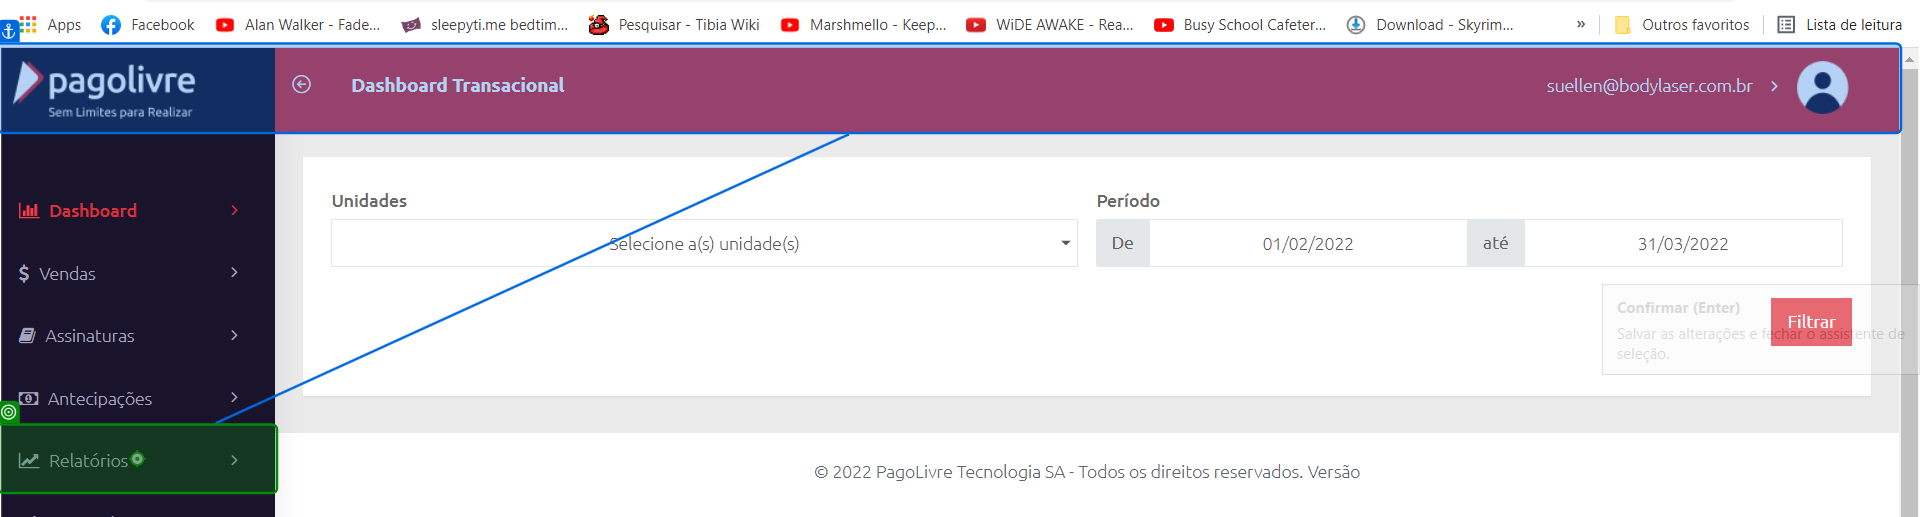 Apps Facebook Alan Walker - Fade... sleepyti.me bedtim... Pesquisar - Tibia Wiki Marshmello - Keep... WiDE AWAKE - Rea... Busy School Cafeter... Download - Skyrim... » Outros favoritos Lista de leitura
pagolivre
Sem Limites para Realizar
Dashboard Transacional
suellen@bodylaser.com.br
Dashboard
Vendas
Assinaturas
Antecipações
Relatórios
Unidades
Selecione a(s) unidade(s)
Período
De 01/02/2022 até 31/03/2022
Confirmar (Enter)
Salvar as alterações e fechar o assistente de
seleção.
Filtrar
© 2022 PagoLivre Tecnologia SA - Todos os direitos reservados. Versão